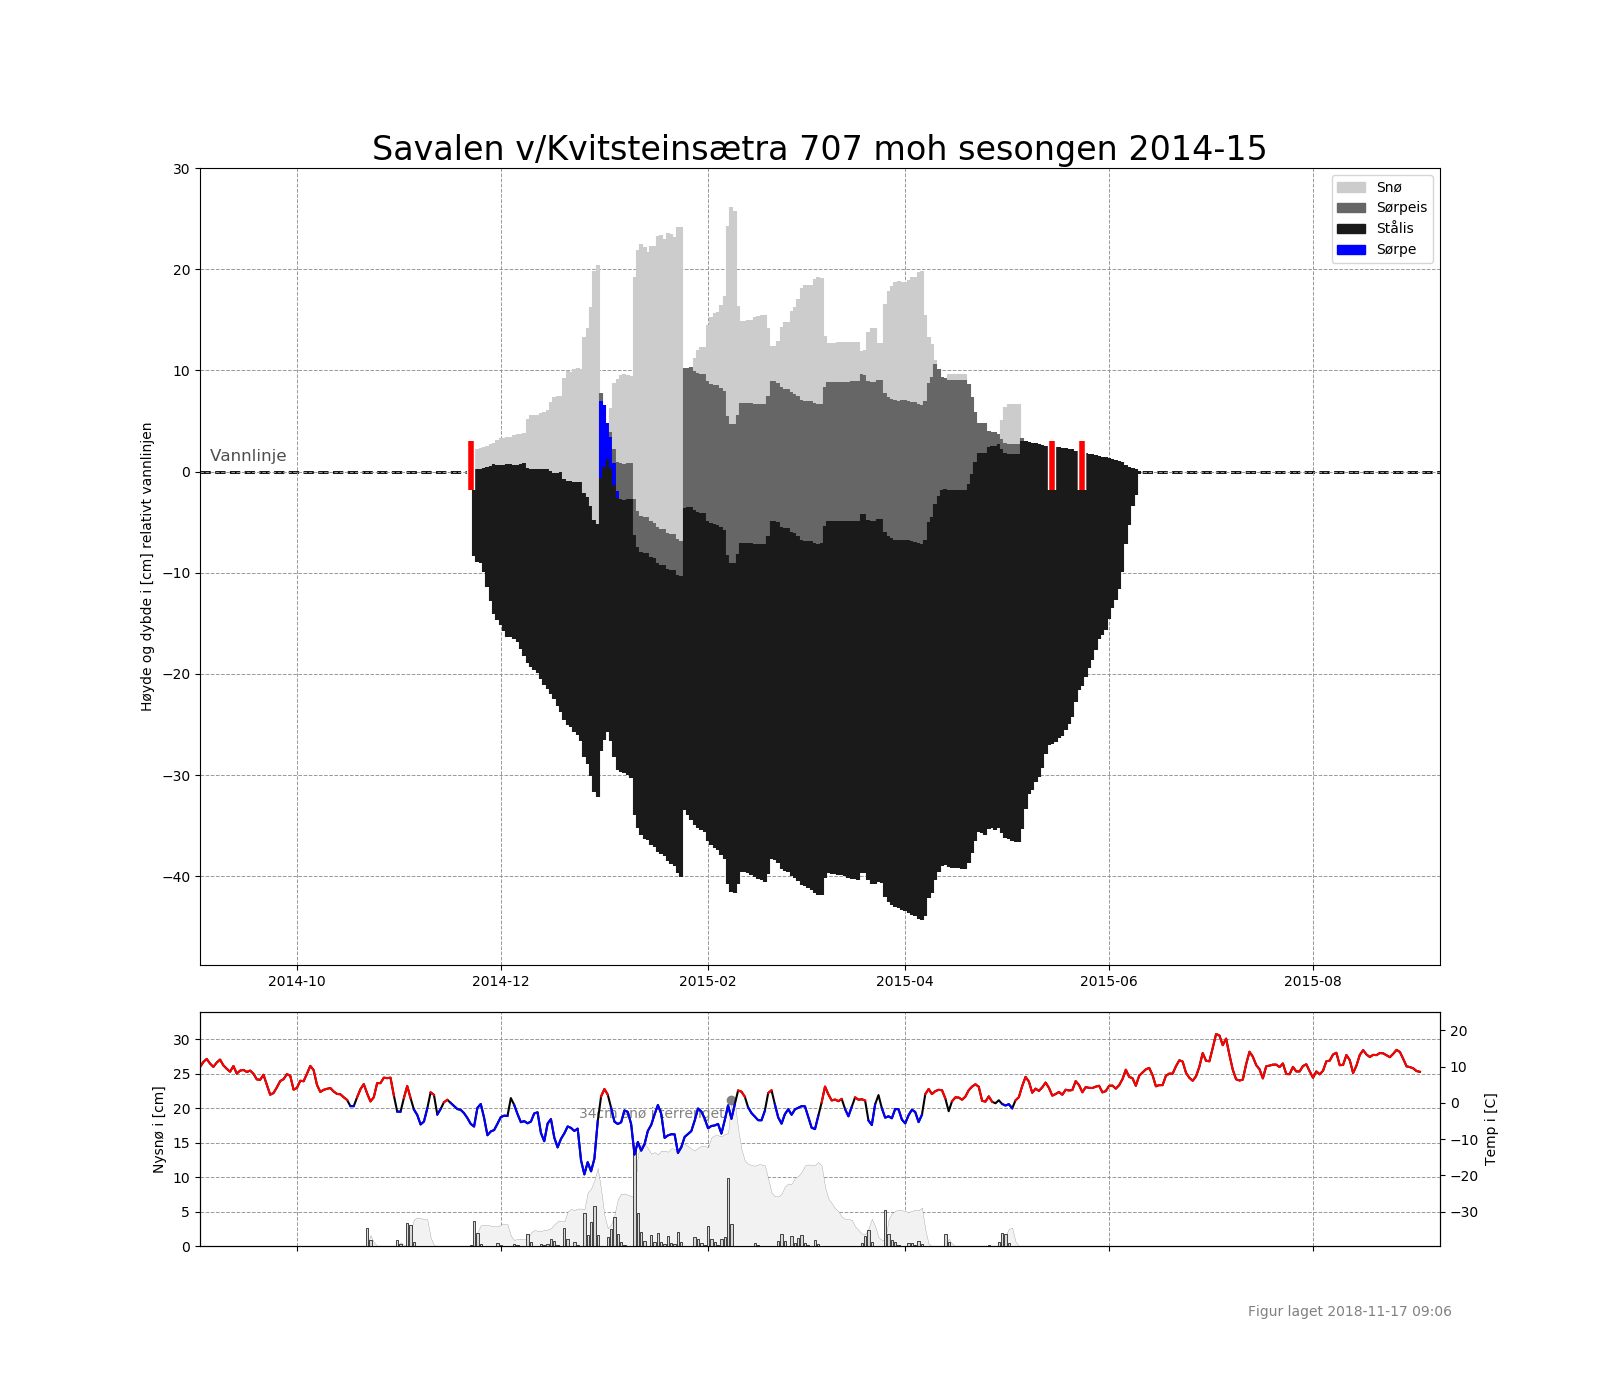 Savalen v/Kvitsteinsætra 707 moh sesongen 2014-15
30
20
10
0
−10
−20
−30
−40
Høyde og dybde i [cm] relativt vannlinjen
Vannlinje
Snø
Sørpeis
Stålis
Sørpe
2014-10
2014-12
2015-02
2015-04
2015-06
2015-08
30
25
20
15
10
5
0
Nysnø i [cm]
34cm snø i terrenget
20
10
0
−10
−20
−30
Temp i [C]
Figur laget 2018-11-17 09:06